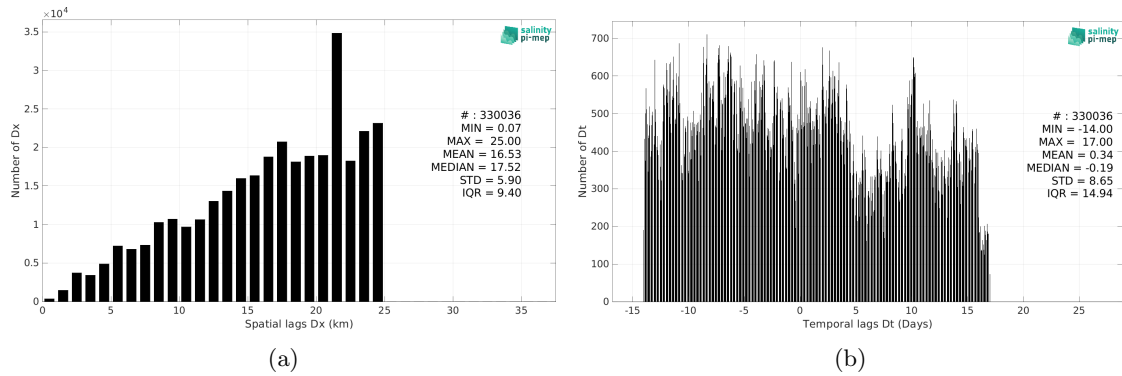 ×10⁴
3.5
3
2.5
2
1.5
1
0.5
0
0 5 10 15 20 25 30 35
Number of Dx
Spatial lags Dx (km)
salinity
pi-mep
# : 330036
MIN = 0.07
MAX = 25.00
MEAN = 16.53
MEDIAN = 17.52
STD = 5.90
IQR = 9.40
(a)
700
600
500
400
300
200
100
0
-15 -10 -5 0 5 10 15 20 25
Number of Dt
Temporal lags Dt (Days)
salinity
pi-mep
# : 330036
MIN = -14.00
MAX = 17.00
MEAN = 0.34
MEDIAN = -0.19
STD = 8.65
IQR = 14.94
(b)